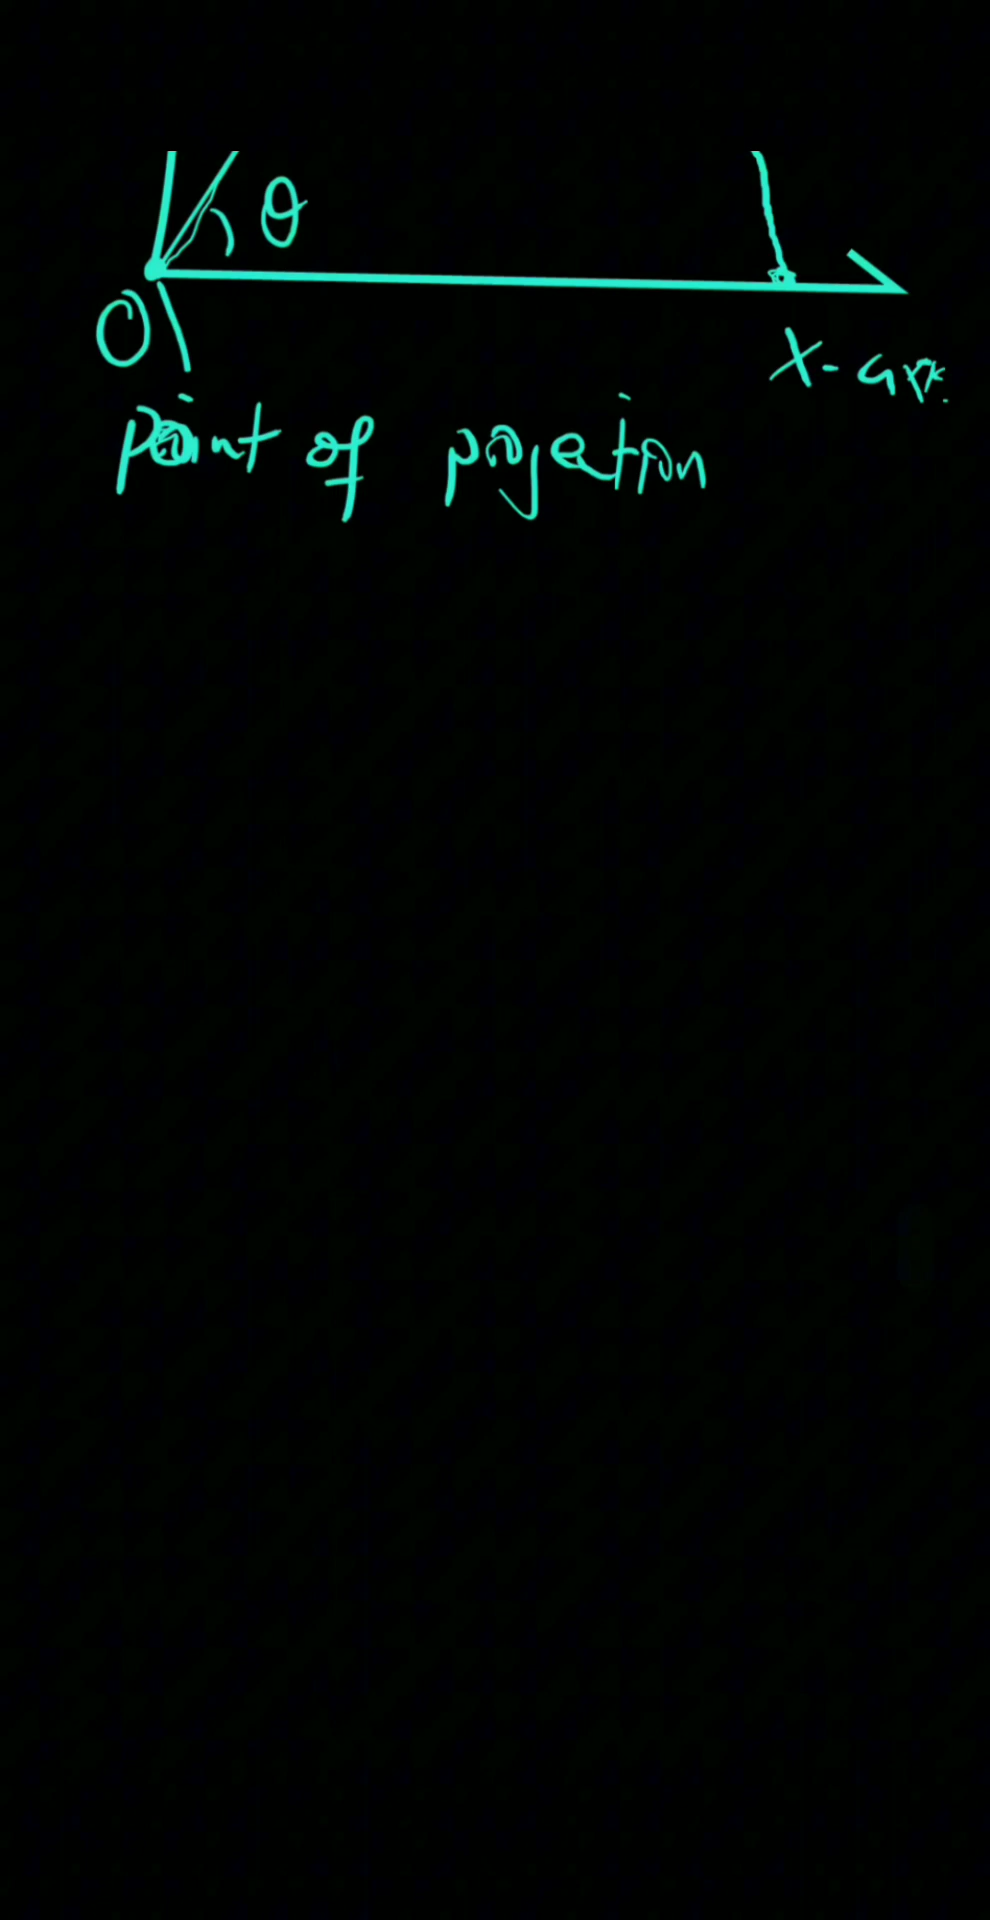 θ
O
X-axis
point of projection